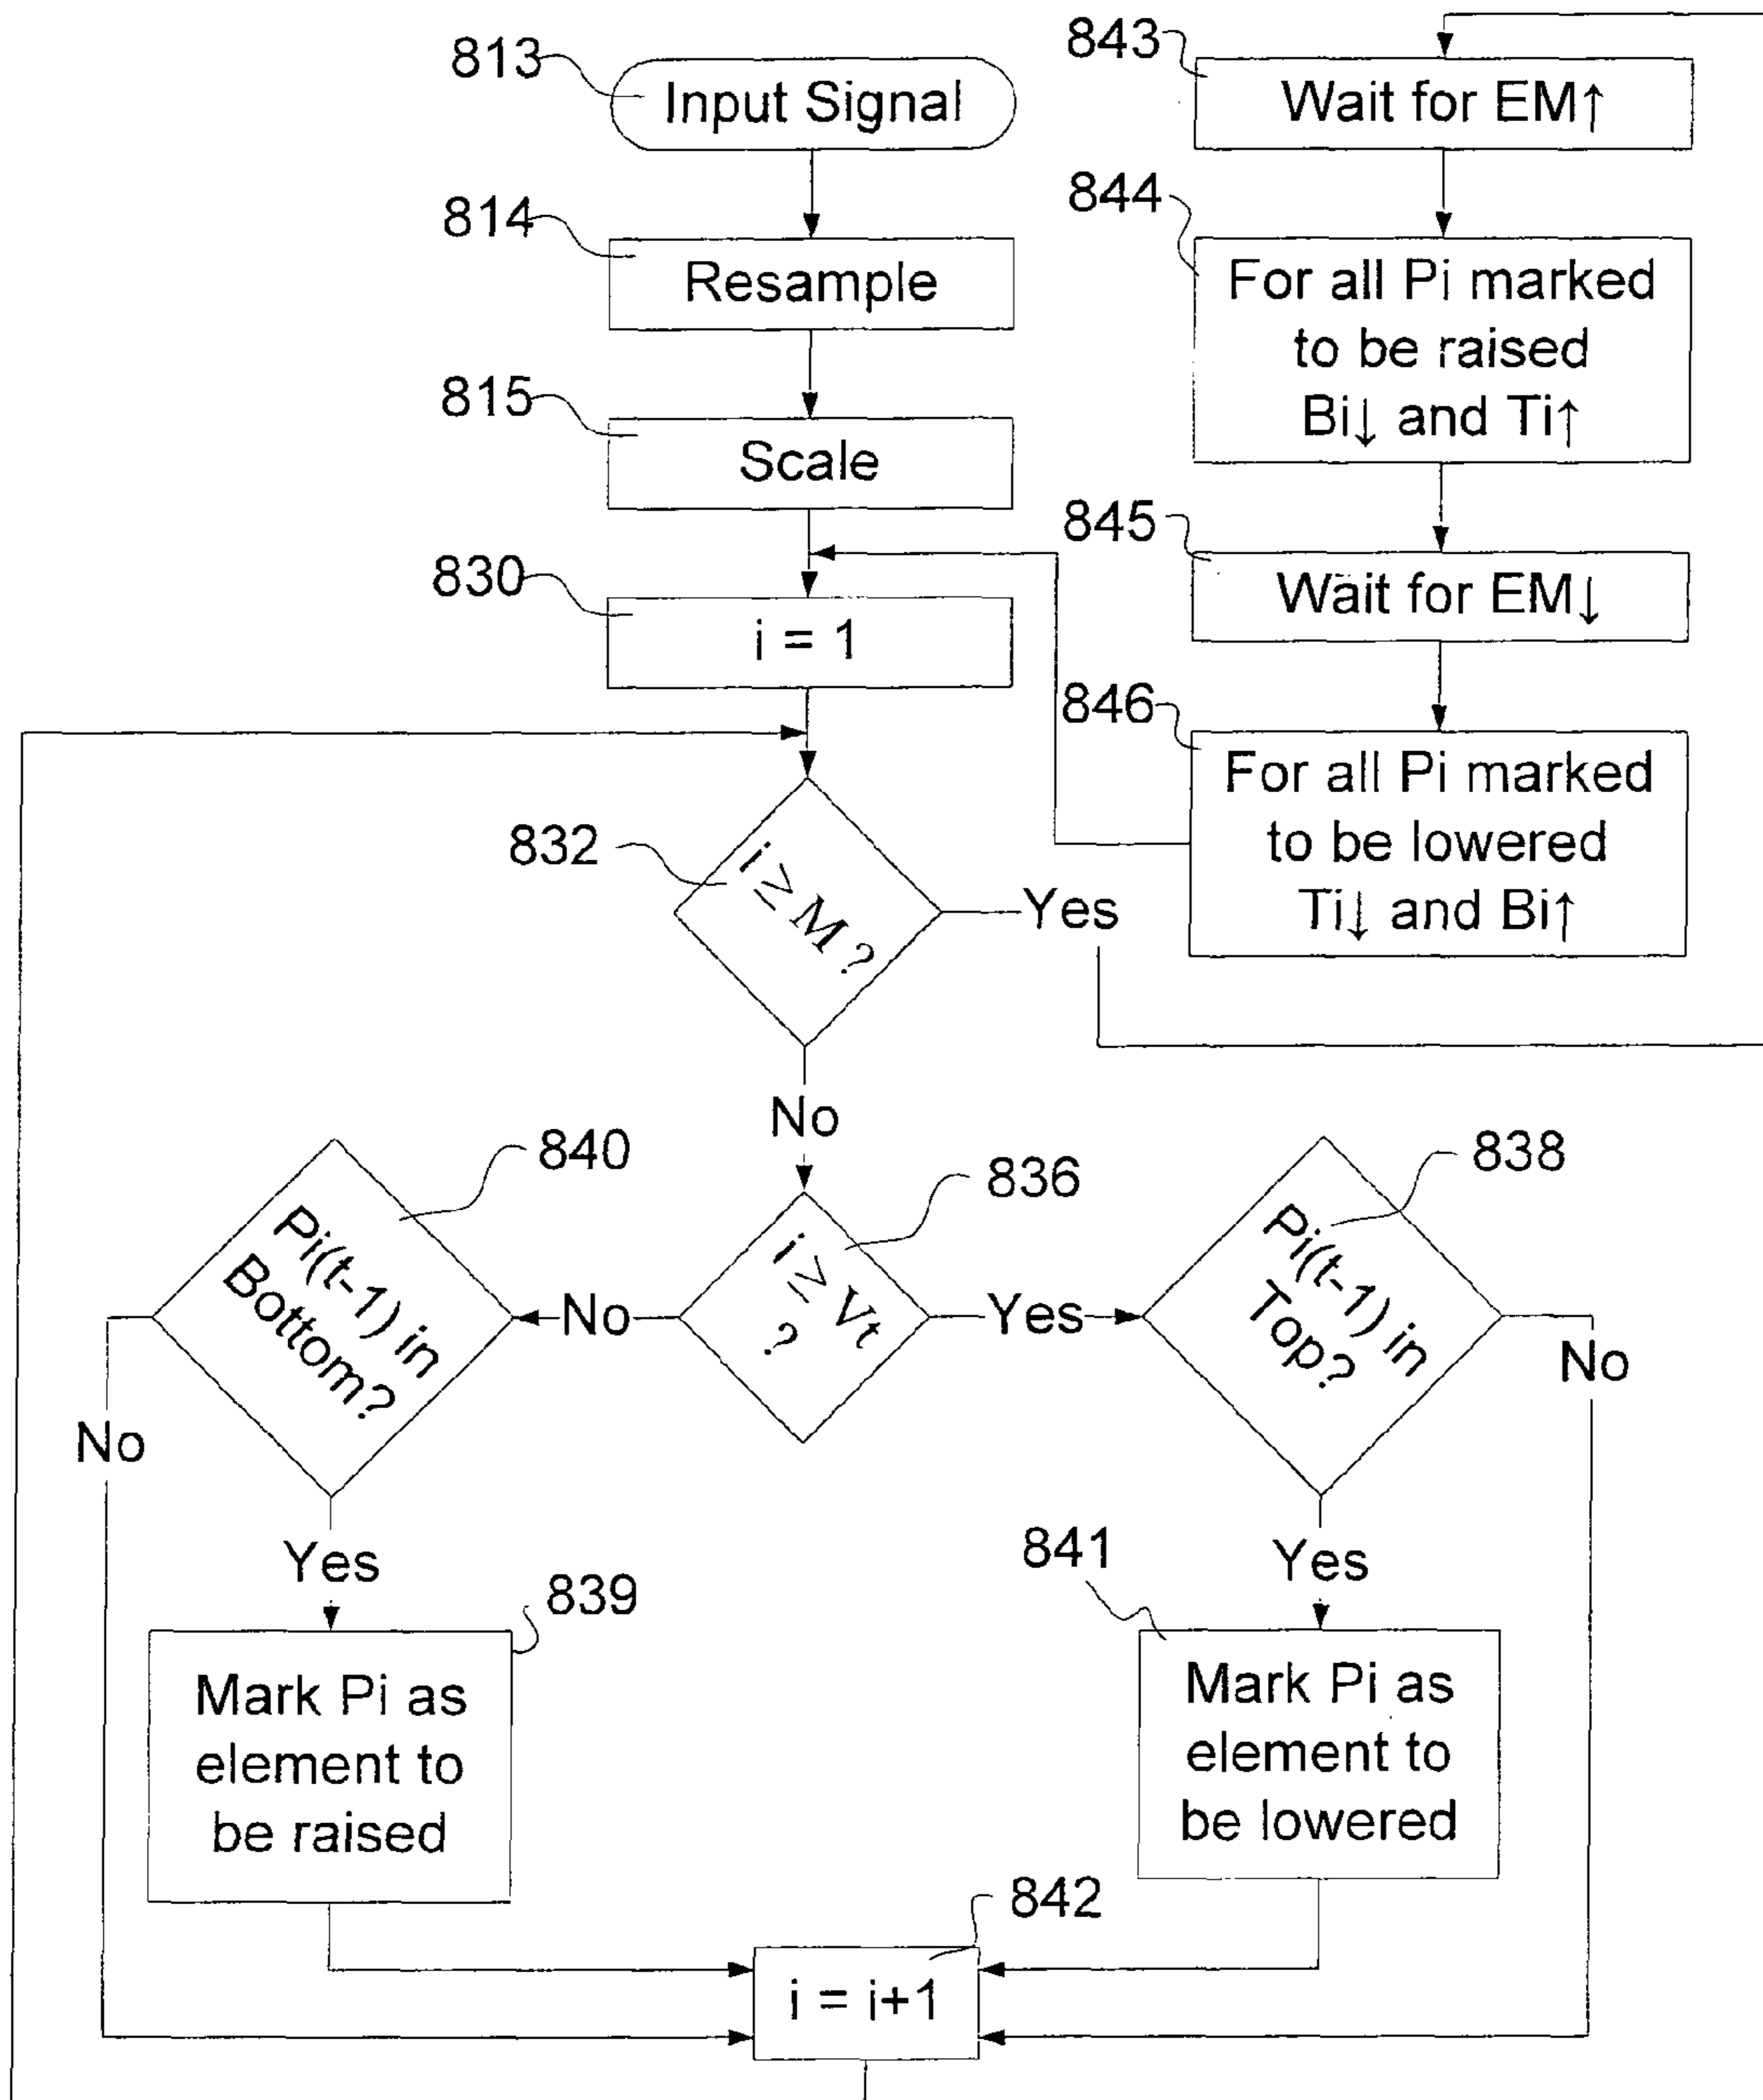 813
Input Signal
814
Resample
815
Scale
830
i = 1
832
i ≥ M ?
Yes
No
836
i ≥ Vt
?
No
Yes
840
Pi(t-1) in
Bottom?
No
Yes
839
Mark Pi as
element to
be raised
838
Pi(t-1) in
Top?
No
Yes
841
Mark Pi as
element to
be lowered
842
i = i+1
843
Wait for EM↑
844
For all Pi marked
to be raised
Bi↓ and Ti↑
845
Wait for EM↓
846
For all Pi marked
to be lowered
Ti↓ and Bi↑